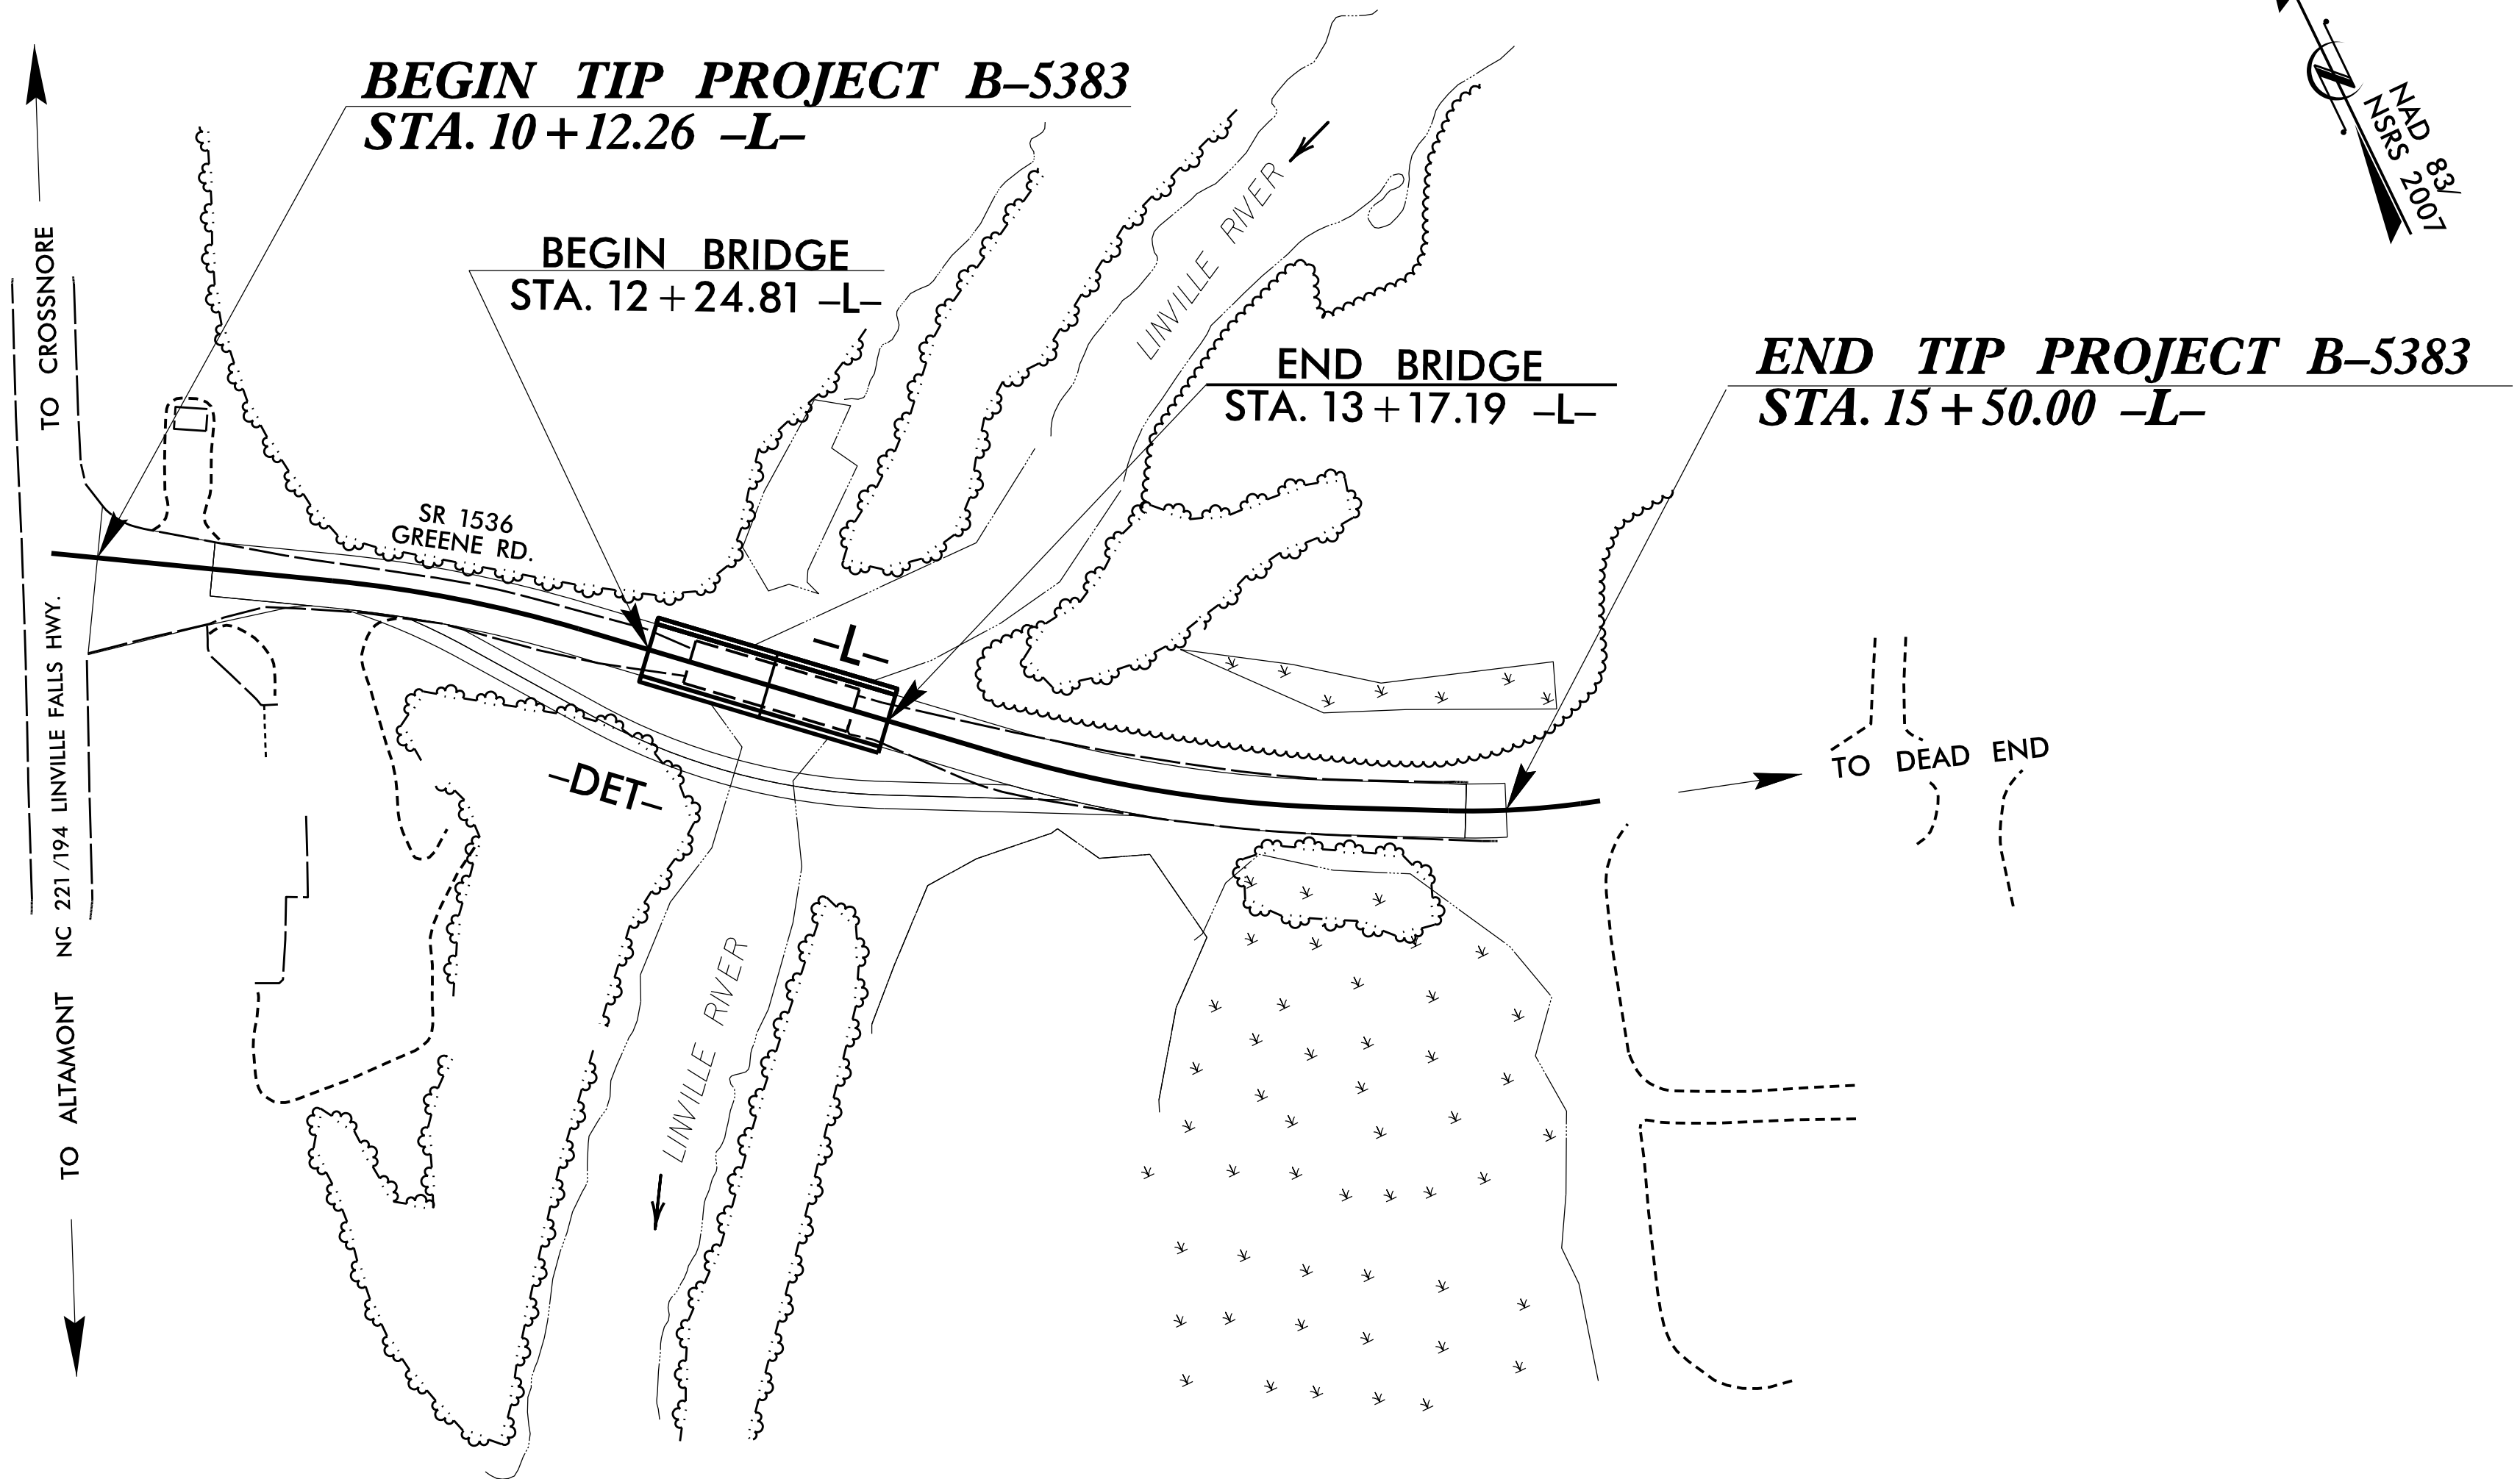 BEGIN TIP PROJECT B–5383
STA. 10+12.26 –L–
BEGIN BRIDGE
STA. 12+24.81 –L–
LINVILLE RIVER
END BRIDGE
STA. 13+17.19 –L–
END TIP PROJECT B–5383
STA. 15+50.00 –L–
NAD 83/
NSRS 2007
TO CROSSNORE
SR 1536
GREENE RD.
–L–
–DET–
TO DEAD END
NC 221/194 LINVILLE FALLS HWY.
LINVILLE RIVER
TO ALTAMONT